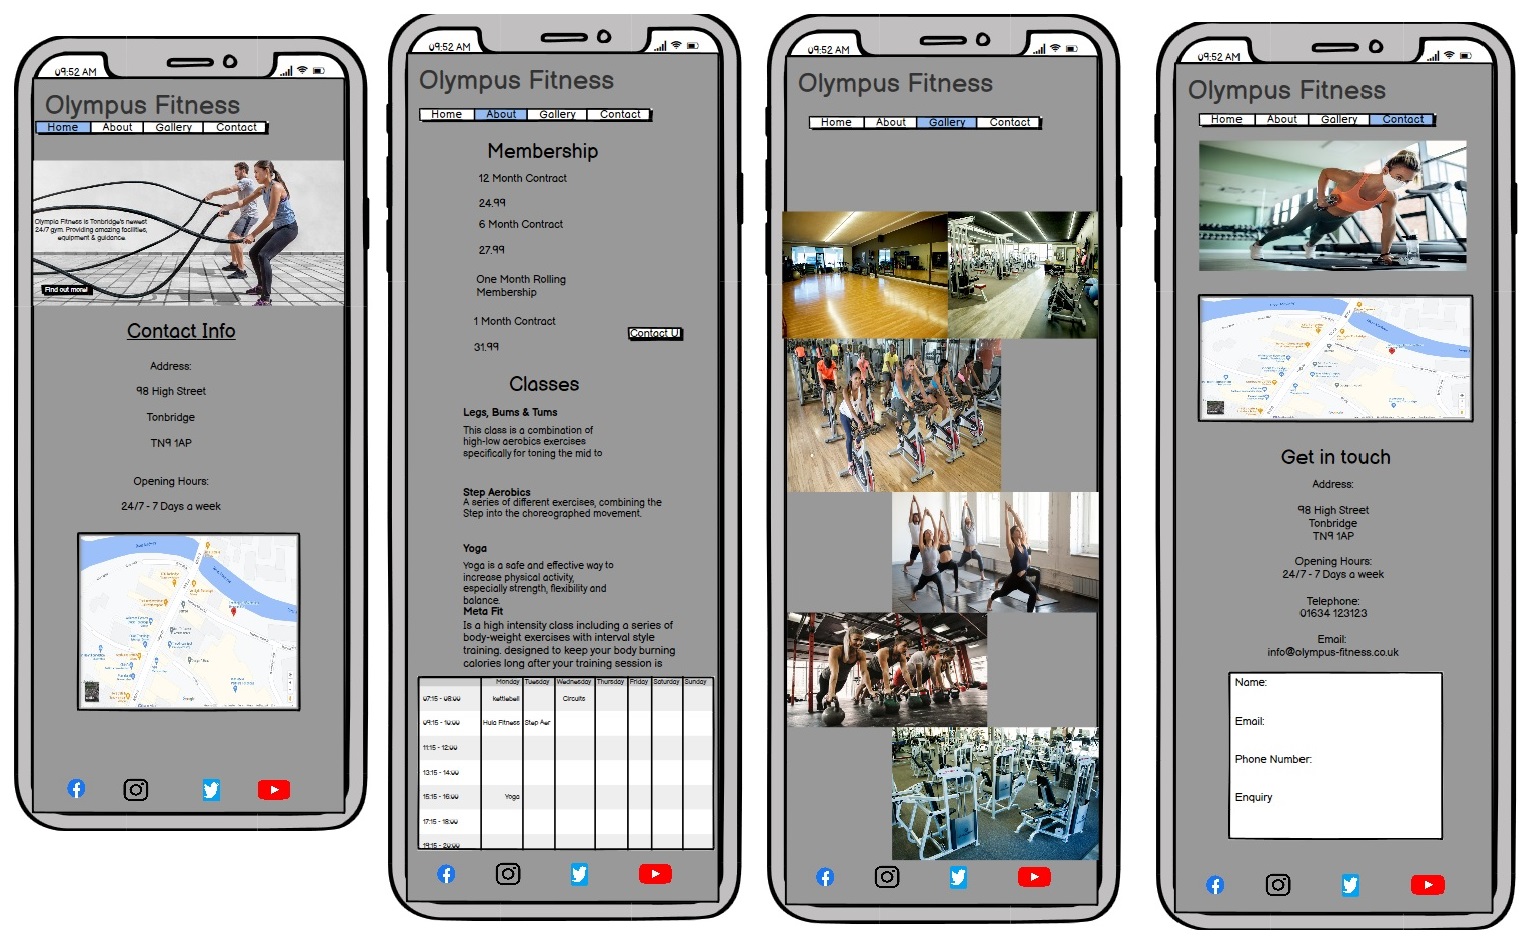 09:52 AM
Olympus Fitness
Home About Gallery Contact
Olympia Fitness is Tonbridge's newest
24/7 gym. Providing amazing facilities,
equipment & guidance.
Find out more!
Contact Info
Address:
98 High Street
Tonbridge
TN9 1AP
Opening Hours:
24/7 - 7 Days a week
09:52 AM
Olympus Fitness
Home About Gallery Contact
Membership
12 Month Contract
24.99
6 Month Contract
27.99
One Month Rolling
Membership
1 Month Contract
31.99
Contact U
Classes
Legs, Bums & Tums
This class is a combination of
high-low aerobics exercises
specifically for toning the mid to
Step Aerobics
A series of different exercises, combining the
Step into the choreographed movement.
Yoga
Yoga is a safe and effective way to
increase physical activity,
especially strength, flexibility and
balance.
Meta Fit
Is a high intensity class including a series of
body-weight exercises with interval style
training. designed to keep your body burning
calories long after your training session is
Monday Tuesday Wednesday Thursday Friday Saturday Sunday
07:15 - 08:00 kettlebell Circuits
09:15 - 10:00 Hula Fitness Step Aer
11:15 - 12:00
13:15 - 14:00
15:15 - 16:00 Yoga
17:15 - 18:00
19:15 - 20:00
09:52 AM
Olympus Fitness
Home About Gallery Contact
09:52 AM
Olympus Fitness
Home About Gallery Contact
Get in touch
Address:
98 High Street
Tonbridge
TN9 1AP
Opening Hours:
24/7 - 7 Days a week
Telephone:
01634 123123
Email:
info@olympus-fitness.co.uk
Name:
Email:
Phone Number:
Enquiry